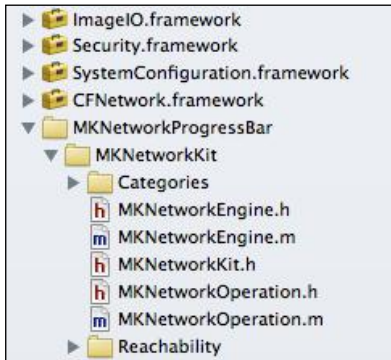 ImageIO.framework
Security.framework
SystemConfiguration.framework
CFNetwork.framework
MKNetworkProgressBar
MKNetworkKit
Categories
h MKNetworkEngine.h
m MKNetworkEngine.m
h MKNetworkKit.h
h MKNetworkOperation.h
m MKNetworkOperation.m
Reachability